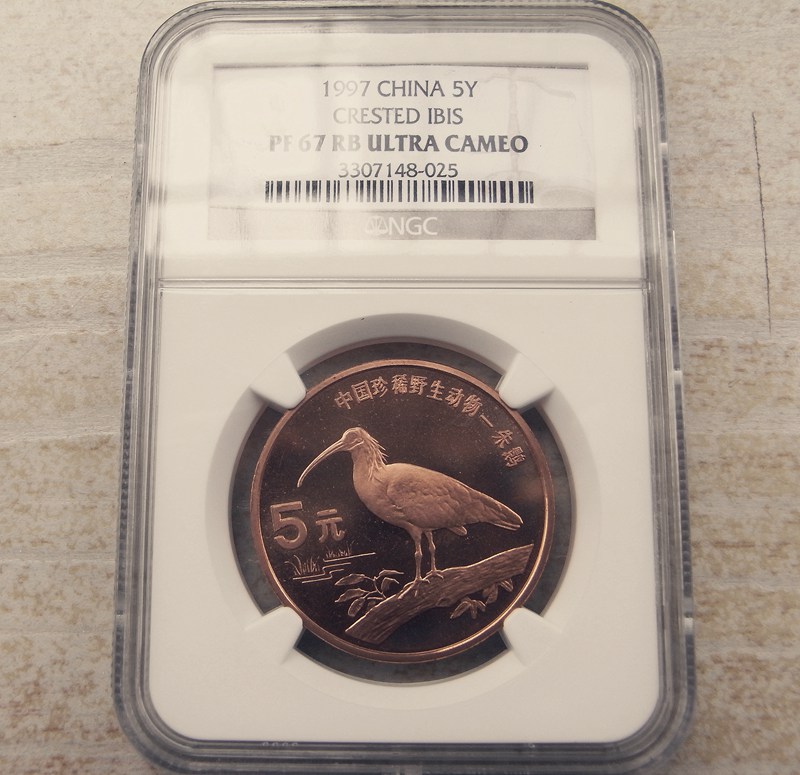 1997 CHINA 5Y
CRESTED IBIS
PF 67 RB ULTRA CAMEO
3307148-025
NGC
中国珍稀野生动物—朱鹮
5元